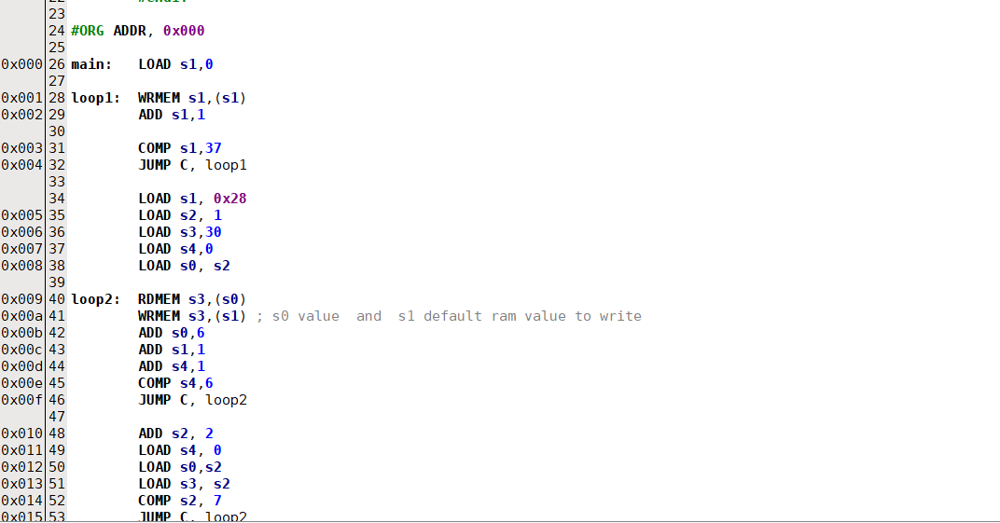 22
23
24 #ORG ADDR, 0x000
25
0x000 26 main: LOAD s1,0
27
0x001 28 loop1: WRMEM s1,(s1)
0x002 29 ADD s1,1
30
0x003 31 COMP s1,37
0x004 32 JUMP C, loop1
33
34 LOAD s1, 0x28
0x005 35 LOAD s2, 1
0x006 36 LOAD s3,30
0x007 37 LOAD s4,0
0x008 38 LOAD s0, s2
39
0x009 40 loop2: RDMEM s3,(s0)
0x00a 41 WRMEM s3,(s1) ; s0 value and s1 default ram value to write
0x00b 42 ADD s0,6
0x00c 43 ADD s1,1
0x00d 44 ADD s4,1
0x00e 45 COMP s4,6
0x00f 46 JUMP C, loop2
47
0x010 48 ADD s2, 2
0x011 49 LOAD s4, 0
0x012 50 LOAD s0,s2
0x013 51 LOAD s3, s2
0x014 52 COMP s2, 7
0x015 53 JUMP C, loop2